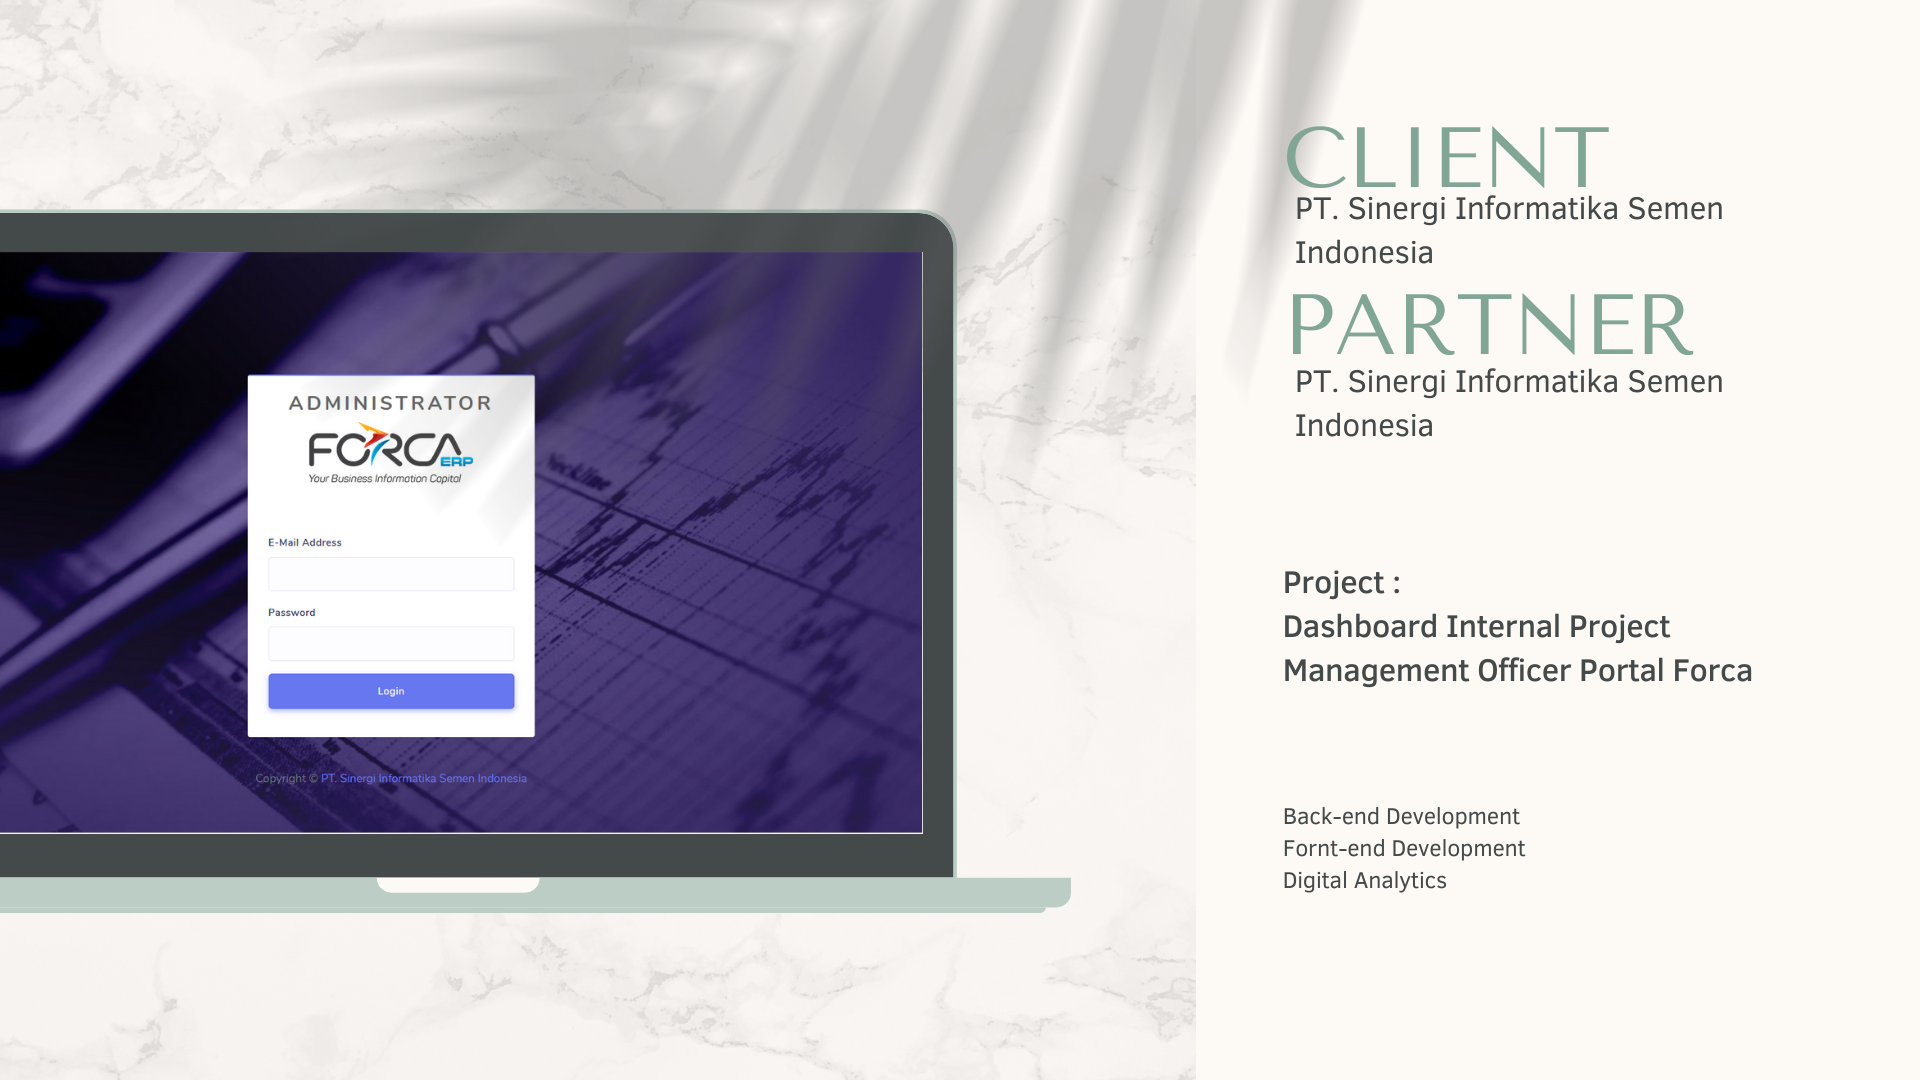 ADMINISTRATOR
FORCA ERP
Your Business Information Capital
E-Mail Address
Password
Login
Copyright © PT. Sinergi Informatika Semen Indonesia
Neckline
CLIENT
PT. Sinergi Informatika Semen
Indonesia
PARTNER
PT. Sinergi Informatika Semen
Indonesia
Project :
Dashboard Internal Project
Management Officer Portal Forca
Back-end Development
Fornt-end Development
Digital Analytics